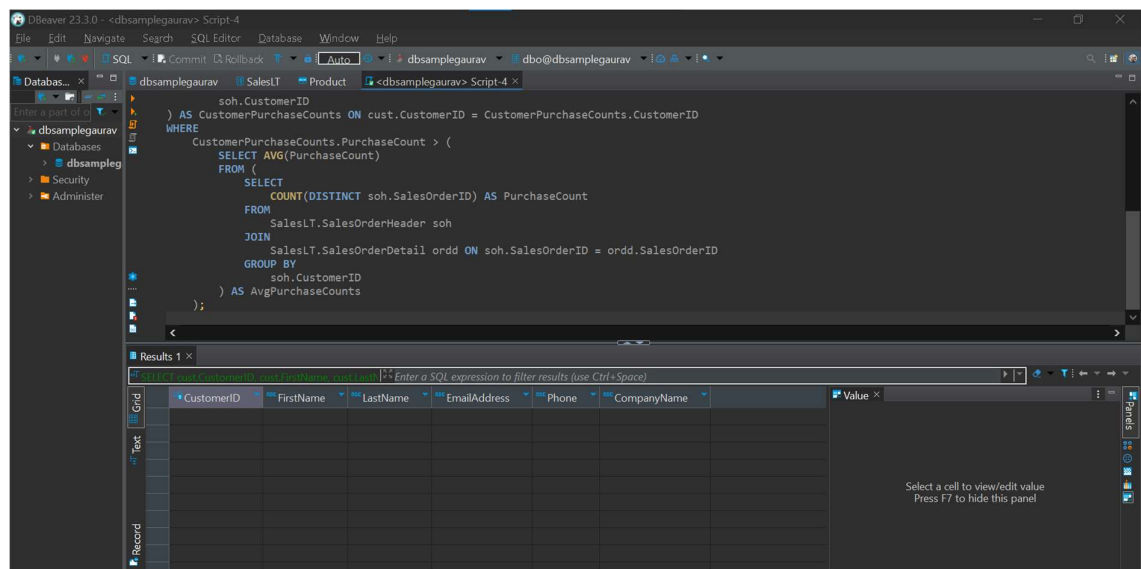 DBeaver 23.3.0 - <dbsamplegaurav> Script-4
File Edit Navigate Search SQL Editor Database Window Help
SQL Commit Rollback Auto dbsamplegaurav dbo@dbsamplegaurav
Databas... dbsamplegaurav SalesLT Product <dbsamplegaurav> Script-4
Enter a part of o
dbsamplegaurav
Databases
dbsampleg
Security
Administer
soh.CustomerID
) AS CustomerPurchaseCounts ON cust.CustomerID = CustomerPurchaseCounts.CustomerID
WHERE
CustomerPurchaseCounts.PurchaseCount > (
SELECT AVG(PurchaseCount)
FROM (
SELECT
COUNT(DISTINCT soh.SalesOrderID) AS PurchaseCount
FROM
SalesLT.SalesOrderHeader soh
JOIN
SalesLT.SalesOrderDetail ordd ON soh.SalesOrderID = ordd.SalesOrderID
GROUP BY
soh.CustomerID
) AS AvgPurchaseCounts
);
Results 1
SELECT cust.CustomerID, cust.FirstName, cust.LastN Enter a SQL expression to filter results (use Ctrl+Space)
Grid
Text
Record
CustomerID FirstName LastName EmailAddress Phone CompanyName
Value
Select a cell to view/edit value
Press F7 to hide this panel
Panels